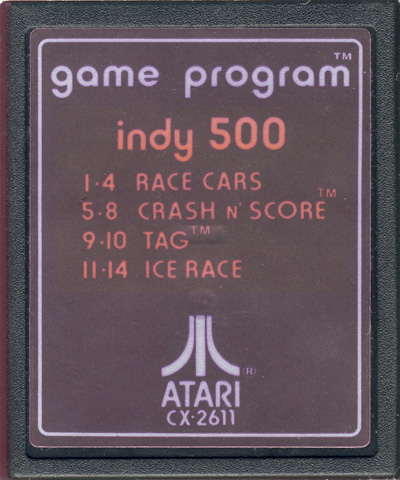 game program™
indy 500
1·4 RACE CARS
5·8 CRASH N' SCORE™
9·10 TAG™
11·14 ICE RACE
®
ATARI
CX·2611